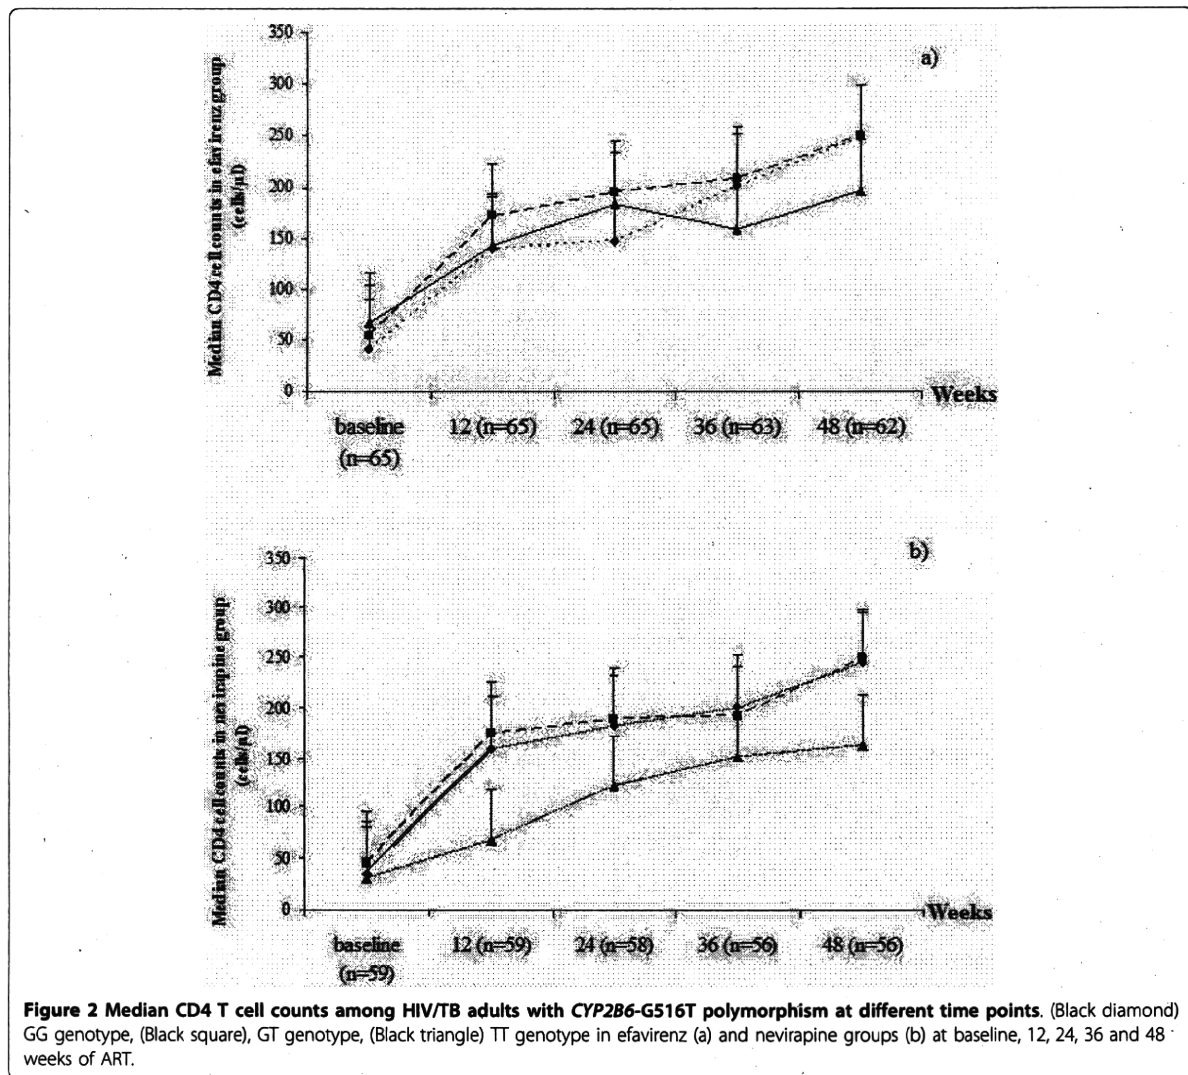 350
a)
300
250
200
150
100
50
0
Median CD4 cell counts in efavirenz group
(cells/µl)
Weeks
baseline 12 (n=65) 24 (n=65) 36 (n=63) 48 (n=62)
(n=65)
350
b)
300
250
200
150
100
50
0
Median CD4 cell counts in nevirapine group
(cells/µl)
Weeks
baseline 12 (n=59) 24 (n=58) 36 (n=56) 48 (n=56)
(n=59)
Figure 2 Median CD4 T cell counts among HIV/TB adults with CYP2B6-G516T polymorphism at different time points. (Black diamond)
GG genotype, (Black square), GT genotype, (Black triangle) TT genotype in efavirenz (a) and nevirapine groups (b) at baseline, 12, 24, 36 and 48
weeks of ART.